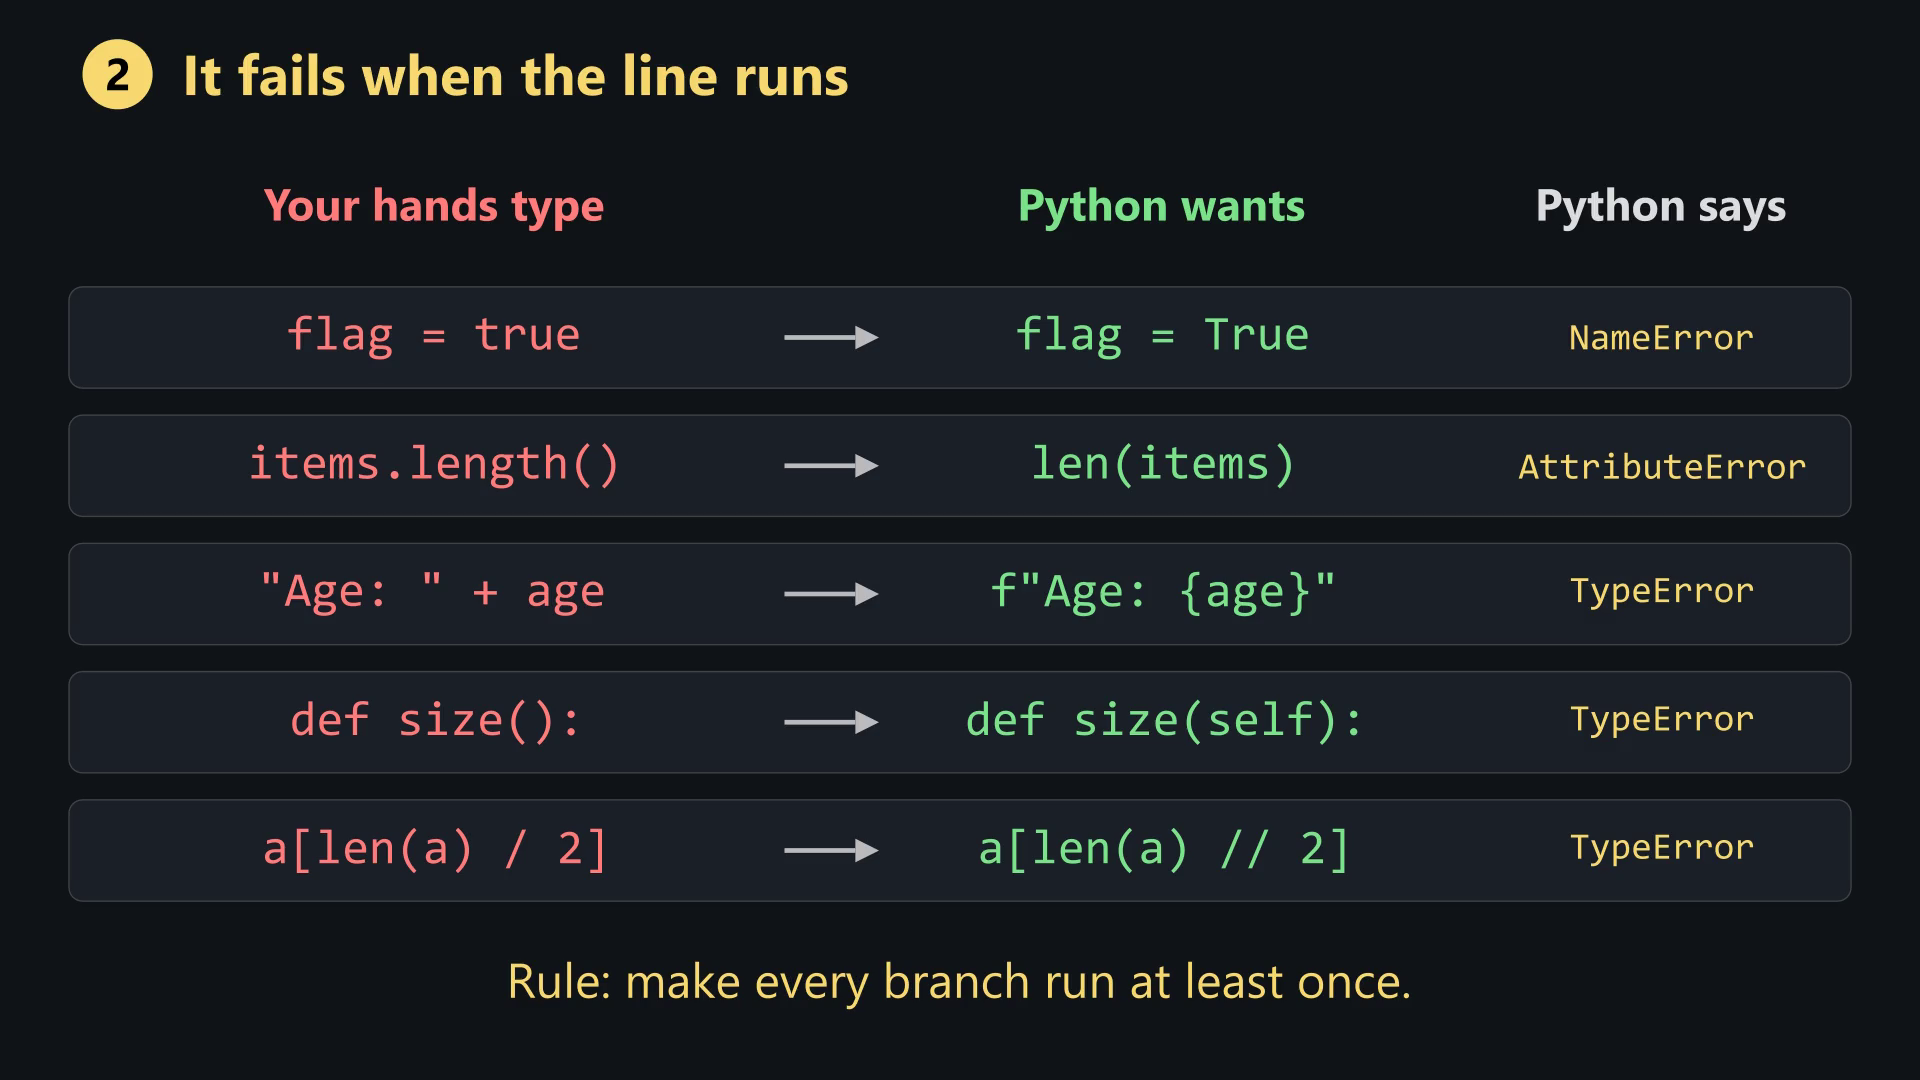 2 It fails when the line runs
Your hands type Python wants Python says
flag = true flag = True NameError
items.length() len(items) AttributeError
"Age: " + age f"Age: {age}" TypeError
def size(): def size(self): TypeError
a[len(a) / 2] a[len(a) // 2] TypeError
Rule: make every branch run at least once.